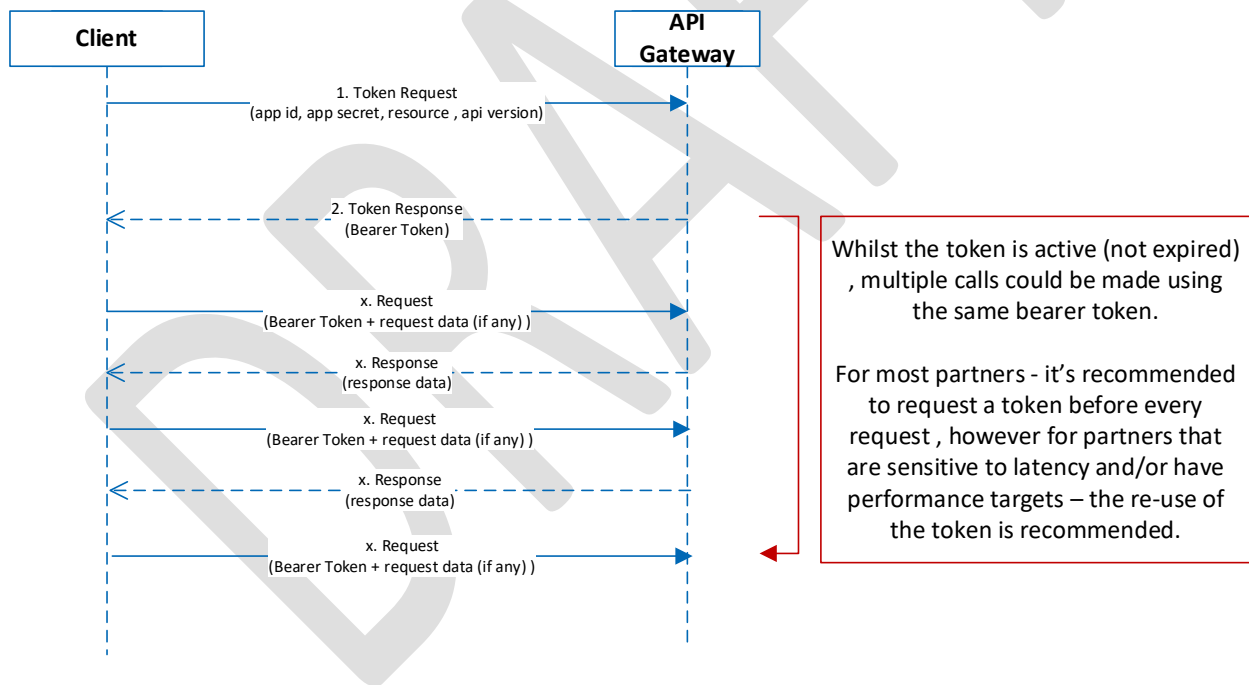 Client
API
Gateway
1. Token Request
(app id, app secret, resource , api version)
2. Token Response
(Bearer Token)
x. Request
(Bearer Token + request data (if any) )
x. Response
(response data)
x. Request
(Bearer Token + request data (if any) )
x. Response
(response data)
x. Request
(Bearer Token + request data (if any) )
Whilst the token is active (not expired)
, multiple calls could be made using
the same bearer token.
For most partners - it's recommended
to request a token before every
request , however for partners that
are sensitive to latency and/or have
performance targets – the re-use of
the token is recommended.
DRAFT